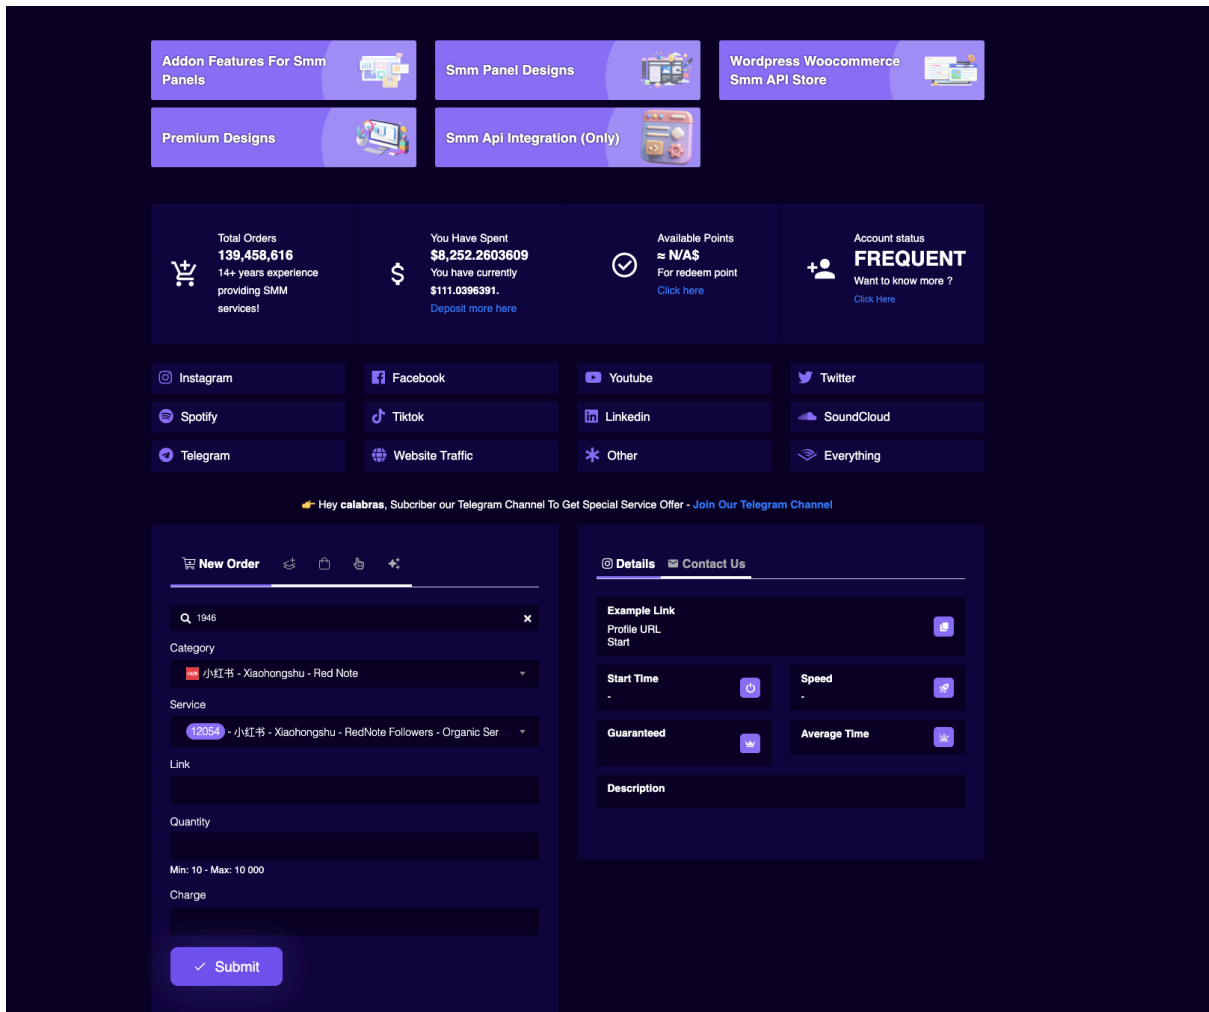 Addon Features For Smm
Panels
Smm Panel Designs
Wordpress Woocommerce
Smm API Store
Premium Designs
Smm Api Integration (Only)
Total Orders
139,458,616
14+ years experience
providing SMM
services!
You Have Spent
$8,252.2603609
You have currently
$111.0396391.
Deposit more here
Available Points
≈ N/A$
For redeem point
Click here
Account status
FREQUENT
Want to know more ?
Click Here
Instagram
Facebook
Youtube
Twitter
Spotify
Tiktok
Linkedin
SoundCloud
Telegram
Website Traffic
Other
Everything
👉 Hey calabras, Subcriber our Telegram Channel To Get Special Service Offer - Join Our Telegram Channel
New Order
1946
Category
小红书 - Xiaohongshu - Red Note
Service
12054 - 小红书 - Xiaohongshu - RedNote Followers - Organic Ser...
Link
Quantity
Min: 10 - Max: 10 000
Charge
Submit
Details
Contact Us
Example Link
Profile URL
Start
Start Time
-
Speed
-
Guaranteed
Average Time
Description